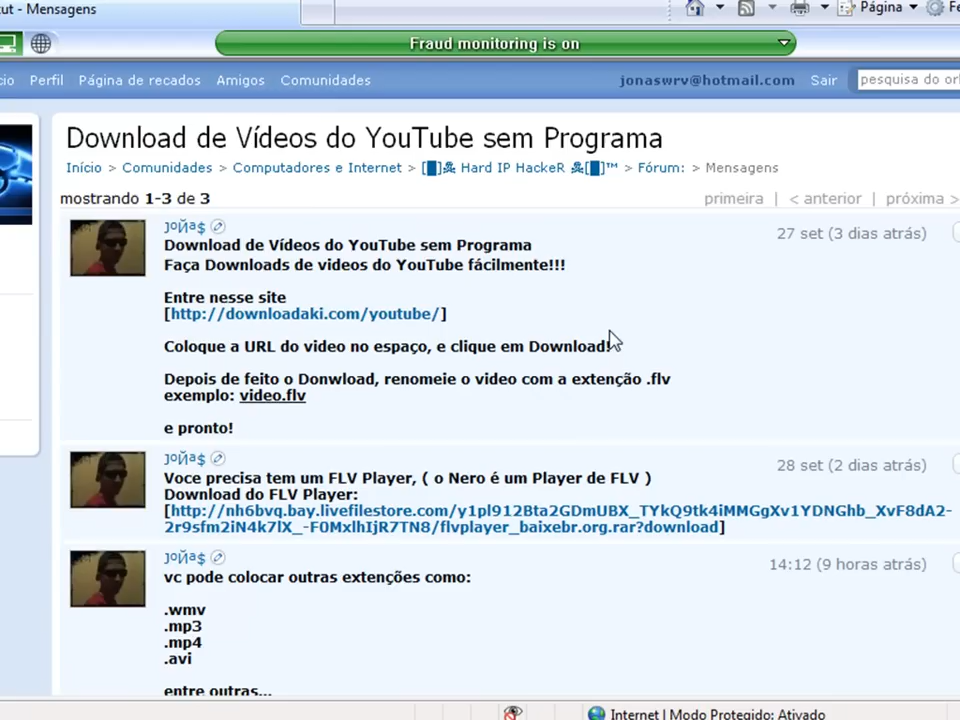 ut - Mensagens
Página
Fraud monitoring is on
cio Perfil Página de recados Amigos Comunidades jonaswrv@hotmail.com Sair pesquisa do ork
Download de Vídeos do YouTube sem Programa
Início > Comunidades > Computadores e Internet > Hard IP HackeR > Fórum: > Mensagens
mostrando 1-3 de 3 primeira | < anterior | próxima >
27 set (3 dias atrás)
Download de Vídeos do YouTube sem Programa
Faça Downloads de videos do YouTube fácilmente!!!
Entre nesse site
[http://downloadaki.com/youtube/]
Coloque a URL do video no espaço, e clique em Download!
Depois de feito o Donwload, renomeie o video com a extenção .flv
exemplo: video.flv
e pronto!
28 set (2 dias atrás)
Voce precisa tem um FLV Player, ( o Nero é um Player de FLV )
Download do FLV Player:
[http://nh6bvq.bay.livefilestore.com/y1pl912Bta2GDmUBX_TYkQ9tk4iMMGgXv1YDNGhb_XvF8dA2-
2r9sfm2iN4k7lX_-F0MxlhIjR7TN8/flvplayer_baixebr.org.rar?download]
14:12 (9 horas atrás)
vc pode colocar outras extenções como:
.wmv
.mp3
.mp4
.avi
entre outras...
Internet | Modo Protegido: Ativado